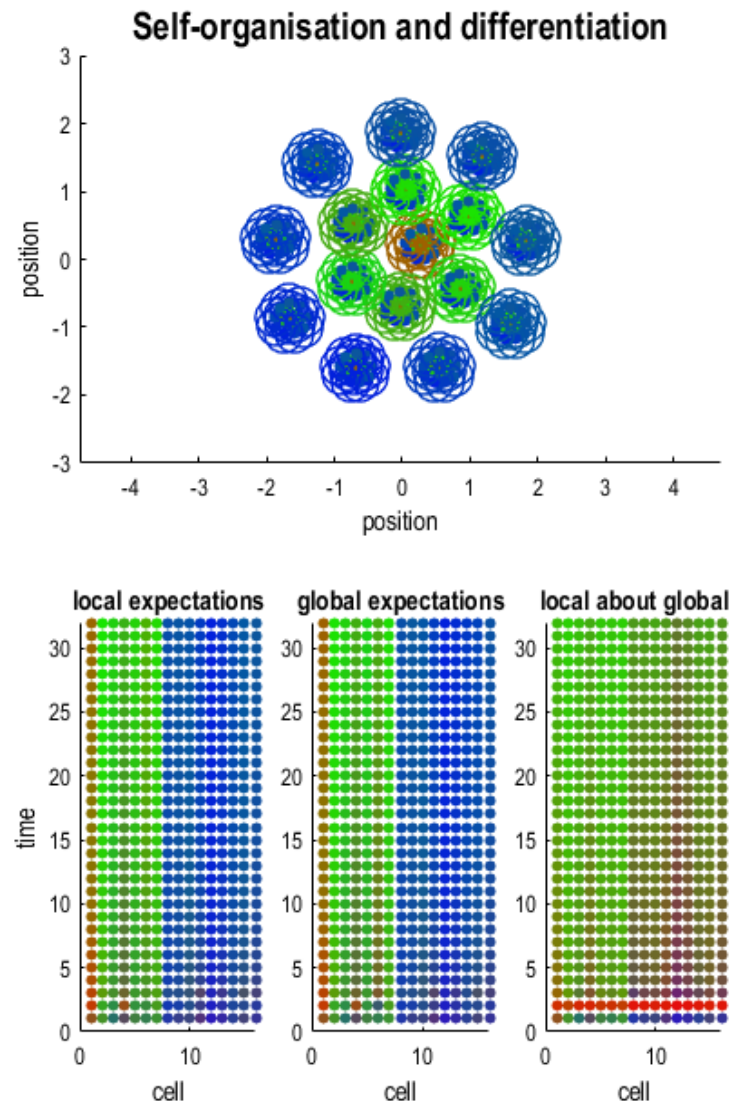 Self-organisation and differentiation
3
2
1
0
-1
-2
-3
position
-4 -3 -2 -1 0 1 2 3 4
position
local expectations global expectations local about global
30 30 30
25 25 25
20 20 20
15 15 15
10 10 10
5 5 5
0 0 0
time
0 10 0 10 0 10
cell cell cell